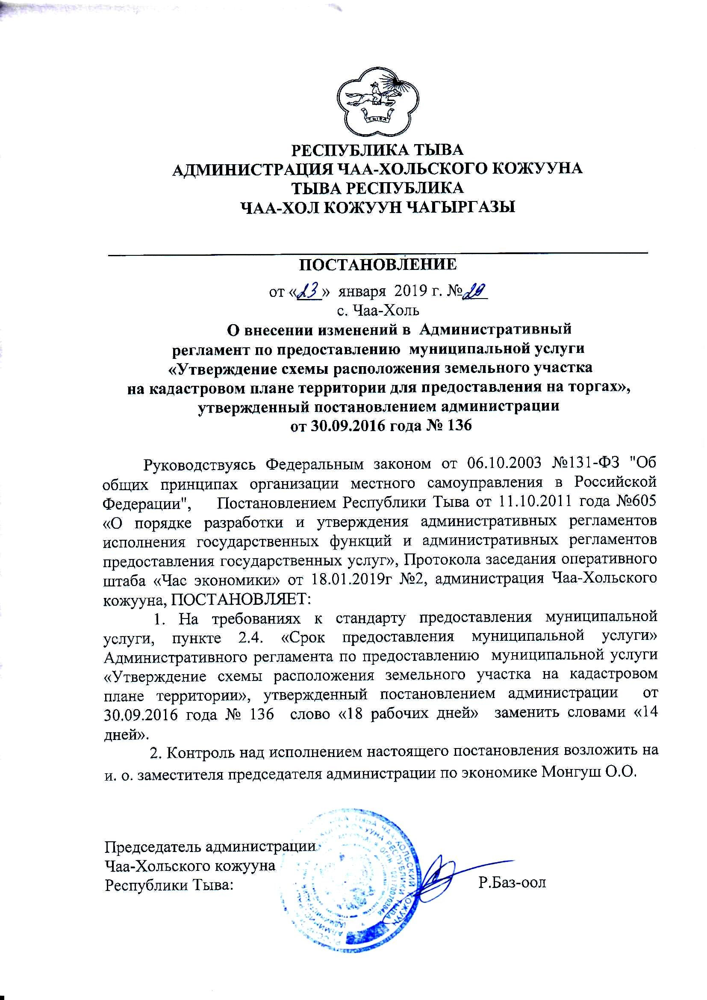 ТЫВА
РЕСПУБЛИКА ТЫВА
АДМИНИСТРАЦИЯ ЧАА-ХОЛЬСКОГО КОЖУУНА
ТЫВА РЕСПУБЛИКА
ЧАА-ХОЛ КОЖУУН ЧАГЫРГАЗЫ
ПОСТАНОВЛЕНИЕ
от «23» января 2019 г. №20
с. Чаа-Холь
О внесении изменений в Административный
регламент по предоставлению муниципальной услуги
«Утверждение схемы расположения земельного участка
на кадастровом плане территории для предоставления на торгах»,
утвержденный постановлением администрации
от 30.09.2016 года № 136
Руководствуясь Федеральным законом от 06.10.2003 №131-ФЗ "Об
общих принципах организации местного самоуправления в Российской
Федерации", Постановлением Республики Тыва от 11.10.2011 года №605
«О порядке разработки и утверждения административных регламентов
исполнения государственных функций и административных регламентов
предоставления государственных услуг», Протокола заседания оперативного
штаба «Час экономики» от 18.01.2019г №2, администрация Чаа-Хольского
кожууна, ПОСТАНОВЛЯЕТ:
1. На требованиях к стандарту предоставления муниципальной
услуги, пункте 2.4. «Срок предоставления муниципальной услуги»
Административного регламента по предоставлению муниципальной услуги
«Утверждение схемы расположения земельного участка на кадастровом
плане территории», утвержденный постановлением администрации от
30.09.2016 года № 136 слово «18 рабочих дней» заменить словами «14
дней».
2. Контроль над исполнением настоящего постановления возложить на
и. о. заместителя председателя администрации по экономике Монгуш О.О.
Председатель администрации
Чаа-Хольского кожууна
Республики Тыва: Р.Баз-оол
ТЫВА ЧАА-ХОЛЬСКИЙ КОЖУУН
КОЖУУНА РЕСПУБЛИКИ ТЫВА
ОГРН